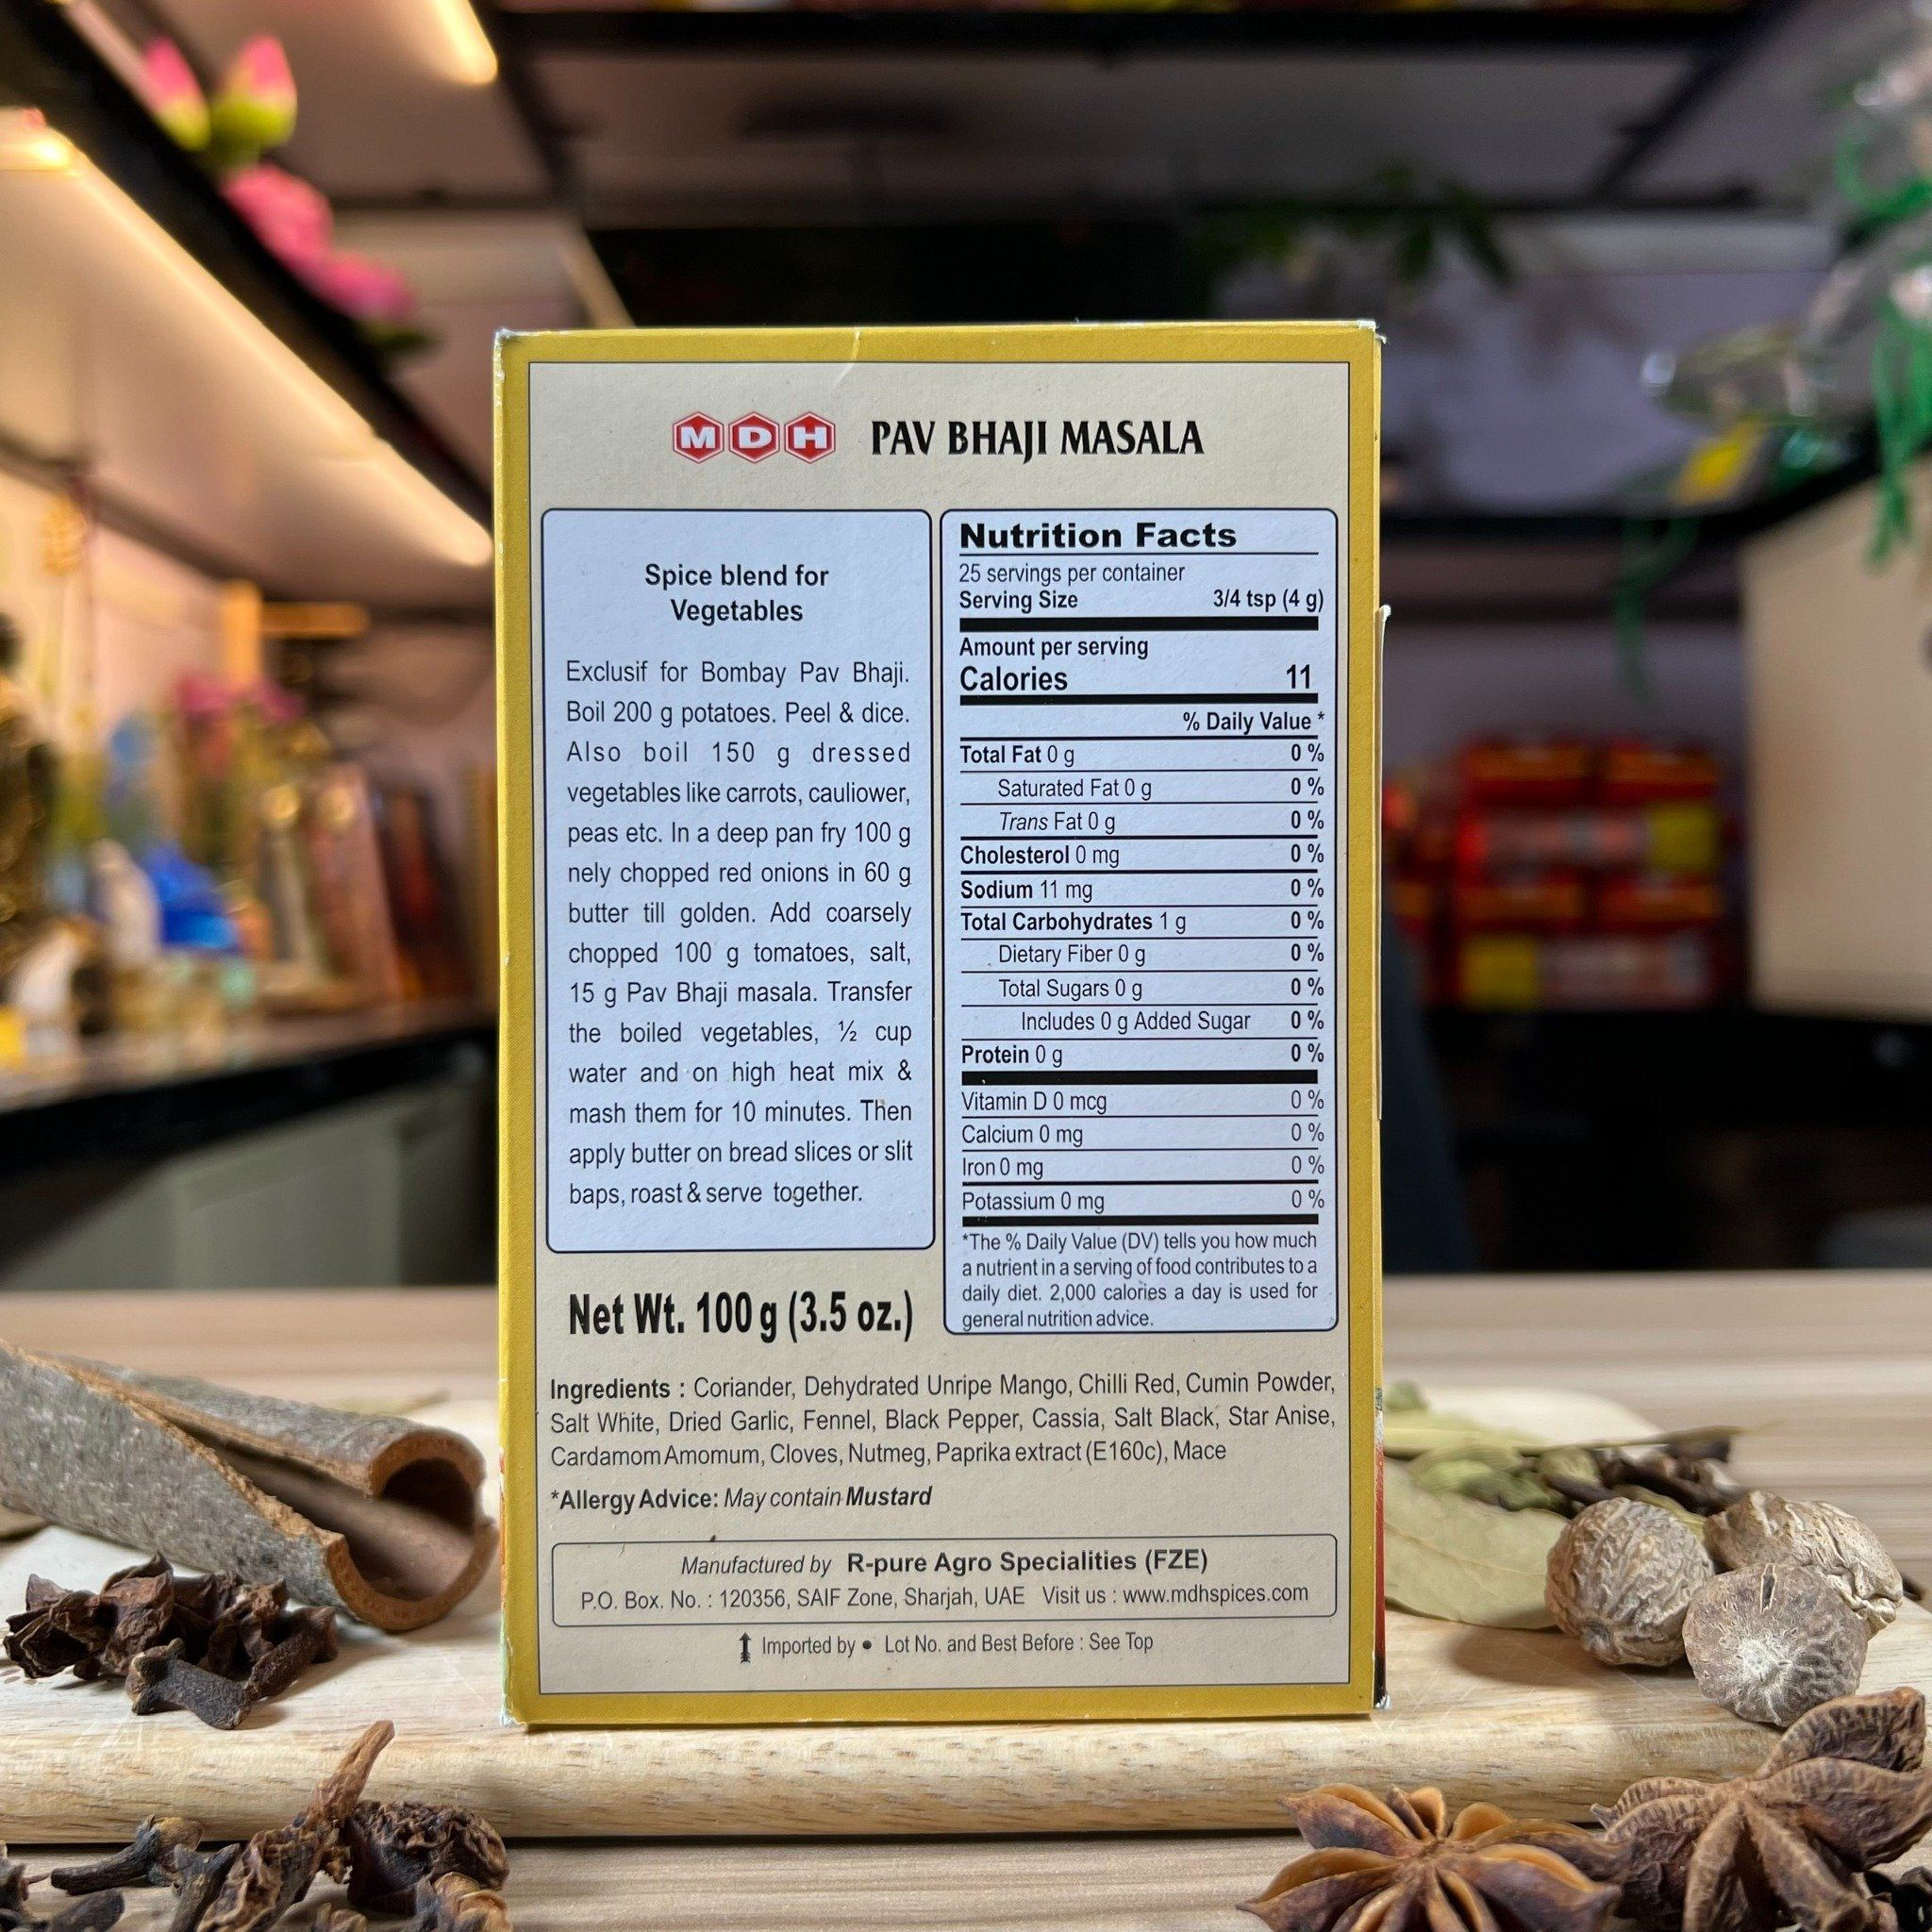 MDH PAV BHAJI MASALA
Spice blend for
Vegetables
Exclusif for Bombay Pav Bhaji.
Boil 200 g potatoes. Peel & dice.
Also boil 150 g dressed
vegetables like carrots, cauliower,
peas etc. In a deep pan fry 100 g
nely chopped red onions in 60 g
butter till golden. Add coarsely
chopped 100 g tomatoes, salt,
15 g Pav Bhaji masala. Transfer
the boiled vegetables, ½ cup
water and on high heat mix &
mash them for 10 minutes. Then
apply butter on bread slices or slit
baps, roast & serve together.
Net Wt. 100 g (3.5 oz.)
Nutrition Facts
25 servings per container
Serving Size 3/4 tsp (4 g)
Amount per serving
Calories 11
% Daily Value *
Total Fat 0 g 0 %
Saturated Fat 0 g 0 %
Trans Fat 0 g 0 %
Cholesterol 0 mg 0 %
Sodium 11 mg 0 %
Total Carbohydrates 1 g 0 %
Dietary Fiber 0 g 0 %
Total Sugars 0 g 0 %
Includes 0 g Added Sugar 0 %
Protein 0 g 0 %
Vitamin D 0 mcg 0 %
Calcium 0 mg 0 %
Iron 0 mg 0 %
Potassium 0 mg 0 %
*The % Daily Value (DV) tells you how much
a nutrient in a serving of food contributes to a
daily diet. 2,000 calories a day is used for
general nutrition advice.
Ingredients : Coriander, Dehydrated Unripe Mango, Chilli Red, Cumin Powder,
Salt White, Dried Garlic, Fennel, Black Pepper, Cassia, Salt Black, Star Anise,
Cardamom Amomum, Cloves, Nutmeg, Paprika extract (E160c), Mace
*Allergy Advice: May contain Mustard
Manufactured by R-pure Agro Specialities (FZE)
P.O. Box. No. : 120356, SAIF Zone, Sharjah, UAE Visit us : www.mdhspices.com
Imported by • Lot No. and Best Before : See Top